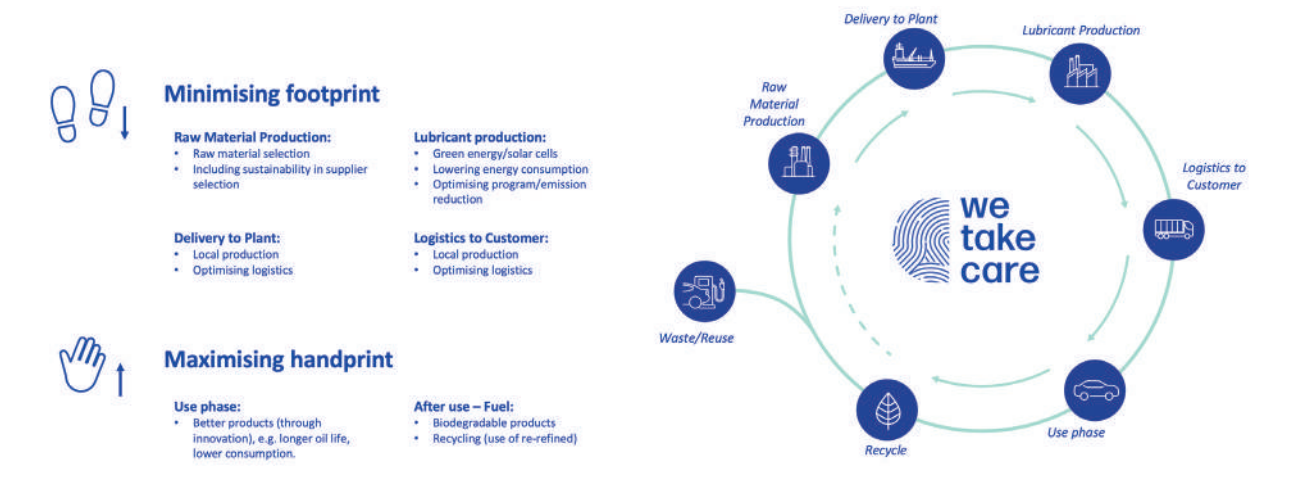 Minimising footprint
Raw Material Production:
• Raw material selection
• Including sustainability in supplier
selection
Lubricant production:
• Green energy/solar cells
• Lowering energy consumption
• Optimising program/emission
reduction
Delivery to Plant:
• Local production
• Optimising logistics
Logistics to Customer:
• Local production
• Optimising logistics
Maximising handprint
Use phase:
• Better products (through
innovation), e.g. longer oil life,
lower consumption.
After use – Fuel:
• Biodegradable products
• Recycling (use of re-refined)
Delivery to Plant
Lubricant Production
Raw
Material
Production
Logistics to
Customer
we
take
care
Waste/Reuse
Use phase
Recycle